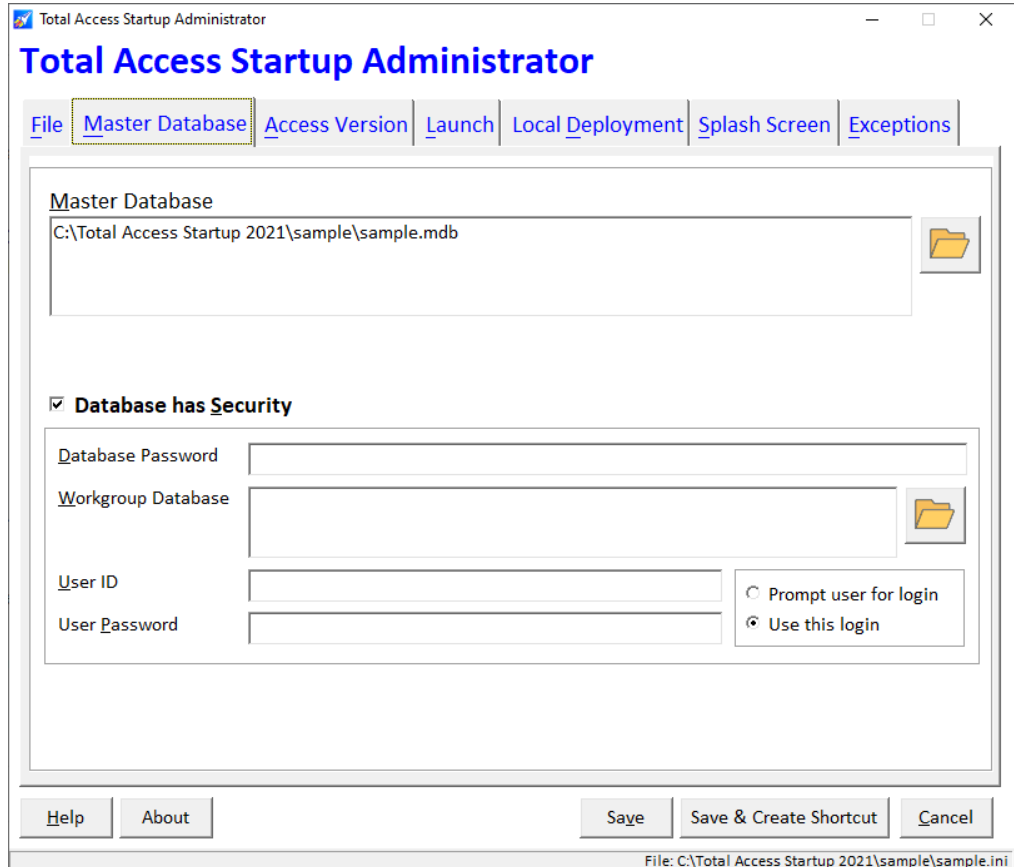 Total Access Startup Administrator
Total Access Startup Administrator
File Master Database Access Version Launch Local Deployment Splash Screen Exceptions
Master Database
C:\Total Access Startup 2021\sample\sample.mdb
Database has Security
Database Password
Workgroup Database
User ID
Prompt user for login
User Password
Use this login
Help About Save Save & Create Shortcut Cancel
File: C:\Total Access Startup 2021\sample\sample.ini